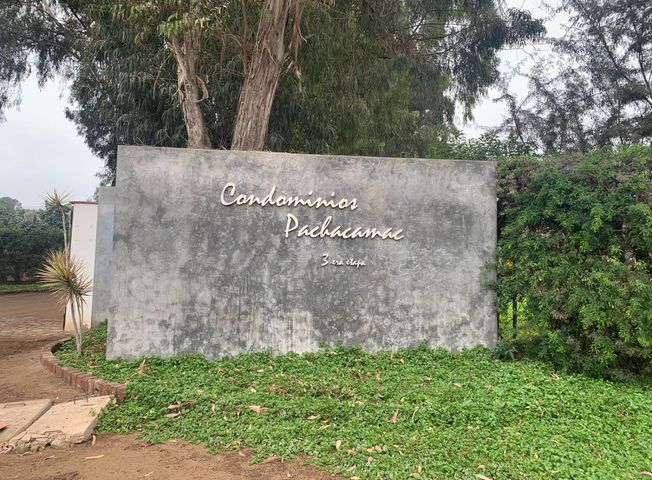 Condominios
Pachacamac
3 era etapa